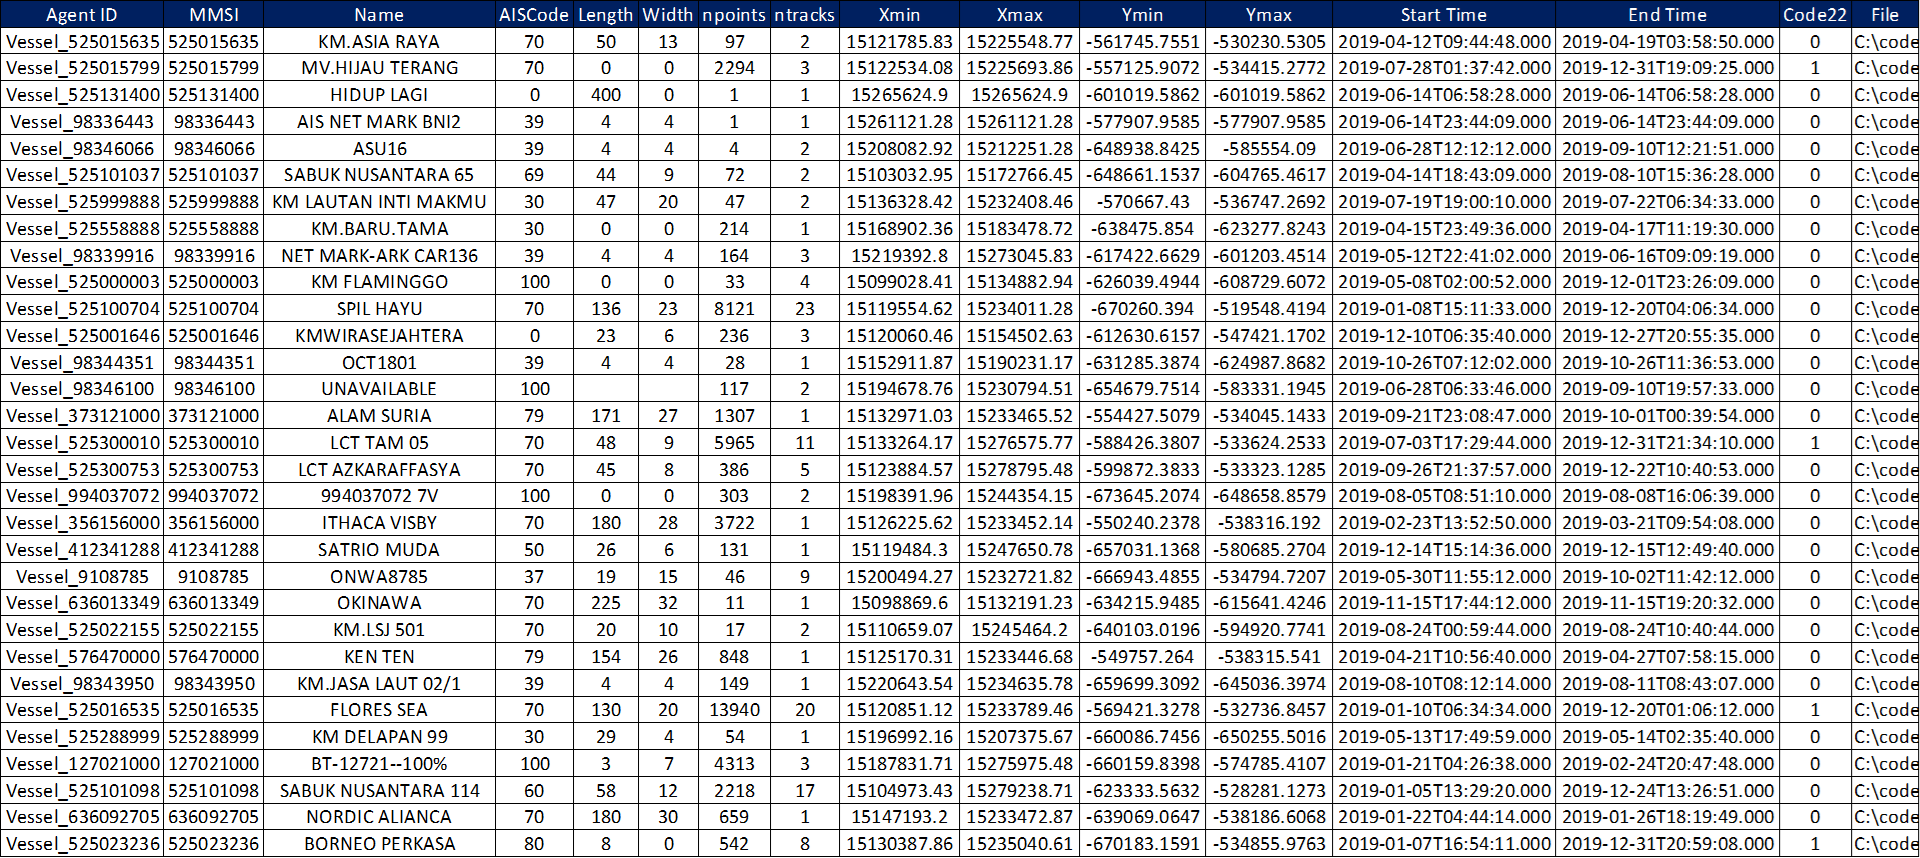 Agent ID MMSI Name AISCode Length Width npoints ntracks Xmin Xmax Ymin Ymax Start Time End Time Code22 File
Vessel_525015635 525015635 KM.ASIA RAYA 70 50 13 97 2 15121785.83 15225548.77 -561745.7551 -530230.5305 2019-04-12T09:44:48.000 2019-04-19T03:58:50.000 0 C:\code
Vessel_525015799 525015799 MV.HIJAU TERANG 70 0 0 2294 3 15122534.08 15225693.86 -557125.9072 -534415.2772 2019-07-28T01:37:42.000 2019-12-31T19:09:25.000 1 C:\code
Vessel_525131400 525131400 HIDUP LAGI 0 400 0 1 1 15265624.9 15265624.9 -601019.5862 -601019.5862 2019-06-14T06:58:28.000 2019-06-14T06:58:28.000 0 C:\code
Vessel_98336443 98336443 AIS NET MARK BNI2 39 4 4 1 1 15261121.28 15261121.28 -577907.9585 -577907.9585 2019-06-14T23:44:09.000 2019-06-14T23:44:09.000 0 C:\code
Vessel_98346066 98346066 ASU16 39 4 4 4 2 15208082.92 15212251.28 -648938.8425 -585554.09 2019-06-28T12:12:12.000 2019-09-10T12:21:51.000 0 C:\code
Vessel_525101037 525101037 SABUK NUSANTARA 65 69 44 9 72 2 15103032.95 15172766.45 -648661.1537 -604765.4617 2019-04-14T18:43:09.000 2019-08-10T15:36:28.000 0 C:\code
Vessel_525999888 525999888 KM LAUTAN INTI MAKMU 30 47 20 47 2 15136328.42 15232408.46 -570667.43 -536747.2692 2019-07-19T19:00:10.000 2019-07-22T06:34:33.000 0 C:\code
Vessel_525558888 525558888 KM.BARU.TAMA 30 0 0 214 1 15168902.36 15183478.72 -638475.854 -623277.8243 2019-04-15T23:49:36.000 2019-04-17T11:19:30.000 0 C:\code
Vessel_98339916 98339916 NET MARK-ARK CAR136 39 4 4 164 3 15219392.8 15273045.83 -617422.6629 -601203.4514 2019-05-12T22:41:02.000 2019-06-16T09:09:19.000 0 C:\code
Vessel_525000003 525000003 KM FLAMINGGO 100 0 0 33 4 15099028.41 15134882.94 -626039.4944 -608729.6072 2019-05-08T02:00:52.000 2019-12-01T23:26:09.000 0 C:\code
Vessel_525100704 525100704 SPIL HAYU 70 136 23 8121 23 15119554.62 15234011.28 -670260.394 -519548.4194 2019-01-08T15:11:33.000 2019-12-20T04:06:34.000 0 C:\code
Vessel_525001646 525001646 KMWIRASEJAHTERA 0 23 6 236 3 15120060.46 15154502.63 -612630.6157 -547421.1702 2019-12-10T06:35:40.000 2019-12-27T20:55:35.000 0 C:\code
Vessel_98344351 98344351 OCT1801 39 4 4 28 1 15152911.87 15190231.17 -631285.3874 -624987.8682 2019-10-26T07:12:02.000 2019-10-26T11:36:53.000 0 C:\code
Vessel_98346100 98346100 UNAVAILABLE 100 117 2 15194678.76 15230794.51 -654679.7514 -583331.1945 2019-06-28T06:33:46.000 2019-09-10T19:57:33.000 0 C:\code
Vessel_373121000 373121000 ALAM SURIA 79 171 27 1307 1 15132971.03 15233465.52 -554427.5079 -534045.1433 2019-09-21T23:08:47.000 2019-10-01T00:39:54.000 0 C:\code
Vessel_525300010 525300010 LCT TAM 05 70 48 9 5965 11 15133264.17 15276575.77 -588426.3807 -533624.2533 2019-07-03T17:29:44.000 2019-12-31T21:34:10.000 1 C:\code
Vessel_525300753 525300753 LCT AZKARAFFASYA 70 45 8 386 5 15123884.57 15278795.48 -599872.3833 -533323.1285 2019-09-26T21:37:57.000 2019-12-22T10:40:53.000 0 C:\code
Vessel_994037072 994037072 994037072 7V 100 0 0 303 2 15198391.96 15244354.15 -673645.2074 -648658.8579 2019-08-05T08:51:10.000 2019-08-08T16:06:39.000 0 C:\code
Vessel_356156000 356156000 ITHACA VISBY 70 180 28 3722 1 15126225.62 15233452.14 -550240.2378 -538316.192 2019-02-23T13:52:50.000 2019-03-21T09:54:08.000 0 C:\code
Vessel_412341288 412341288 SATRIO MUDA 50 26 6 131 1 15119484.3 15247650.78 -657031.1368 -580685.2704 2019-12-14T15:14:36.000 2019-12-15T12:49:40.000 0 C:\code
Vessel_9108785 9108785 ONWA8785 37 19 15 46 9 15200494.27 15232721.82 -666943.4855 -534794.7207 2019-05-30T11:55:12.000 2019-10-02T11:42:12.000 0 C:\code
Vessel_636013349 636013349 OKINAWA 70 225 32 11 1 15098869.6 15132191.23 -634215.9485 -615641.4246 2019-11-15T17:44:12.000 2019-11-15T19:20:32.000 0 C:\code
Vessel_525022155 525022155 KM.LSJ 501 70 20 10 17 2 15110659.07 15245464.2 -640103.0196 -594920.7741 2019-08-24T00:59:44.000 2019-08-24T10:40:44.000 0 C:\code
Vessel_576470000 576470000 KEN TEN 79 154 26 848 1 15125170.31 15233446.68 -549757.264 -538315.541 2019-04-21T10:56:40.000 2019-04-27T07:58:15.000 0 C:\code
Vessel_98343950 98343950 KM.JASA LAUT 02/1 39 4 4 149 1 15220643.54 15234635.78 -659699.3092 -645036.3974 2019-08-10T08:12:14.000 2019-08-11T08:43:07.000 0 C:\code
Vessel_525016535 525016535 FLORES SEA 70 130 20 13940 20 15120851.12 15233789.46 -569421.3278 -532736.8457 2019-01-10T06:34:34.000 2019-12-20T01:06:12.000 1 C:\code
Vessel_525288999 525288999 KM DELAPAN 99 30 29 4 54 1 15196992.16 15207375.67 -660086.7456 -650255.5016 2019-05-13T17:49:59.000 2019-05-14T02:35:40.000 0 C:\code
Vessel_127021000 127021000 BT-12721--100% 100 3 7 4313 3 15187831.71 15275975.48 -660159.8398 -574785.4107 2019-01-21T04:26:38.000 2019-02-24T20:47:48.000 0 C:\code
Vessel_525101098 525101098 SABUK NUSANTARA 114 60 58 12 2218 17 15104973.43 15279238.71 -623333.5632 -528281.1273 2019-01-05T13:29:20.000 2019-12-24T13:26:51.000 0 C:\code
Vessel_636092705 636092705 NORDIC ALIANCA 70 180 30 659 1 15147193.2 15233472.87 -639069.0647 -538186.6068 2019-01-22T04:44:14.000 2019-01-26T18:19:49.000 0 C:\code
Vessel_525023236 525023236 BORNEO PERKASA 80 8 0 542 8 15130387.86 15235040.61 -670183.1591 -534855.9763 2019-01-07T16:54:11.000 2019-12-31T20:59:08.000 1 C:\code